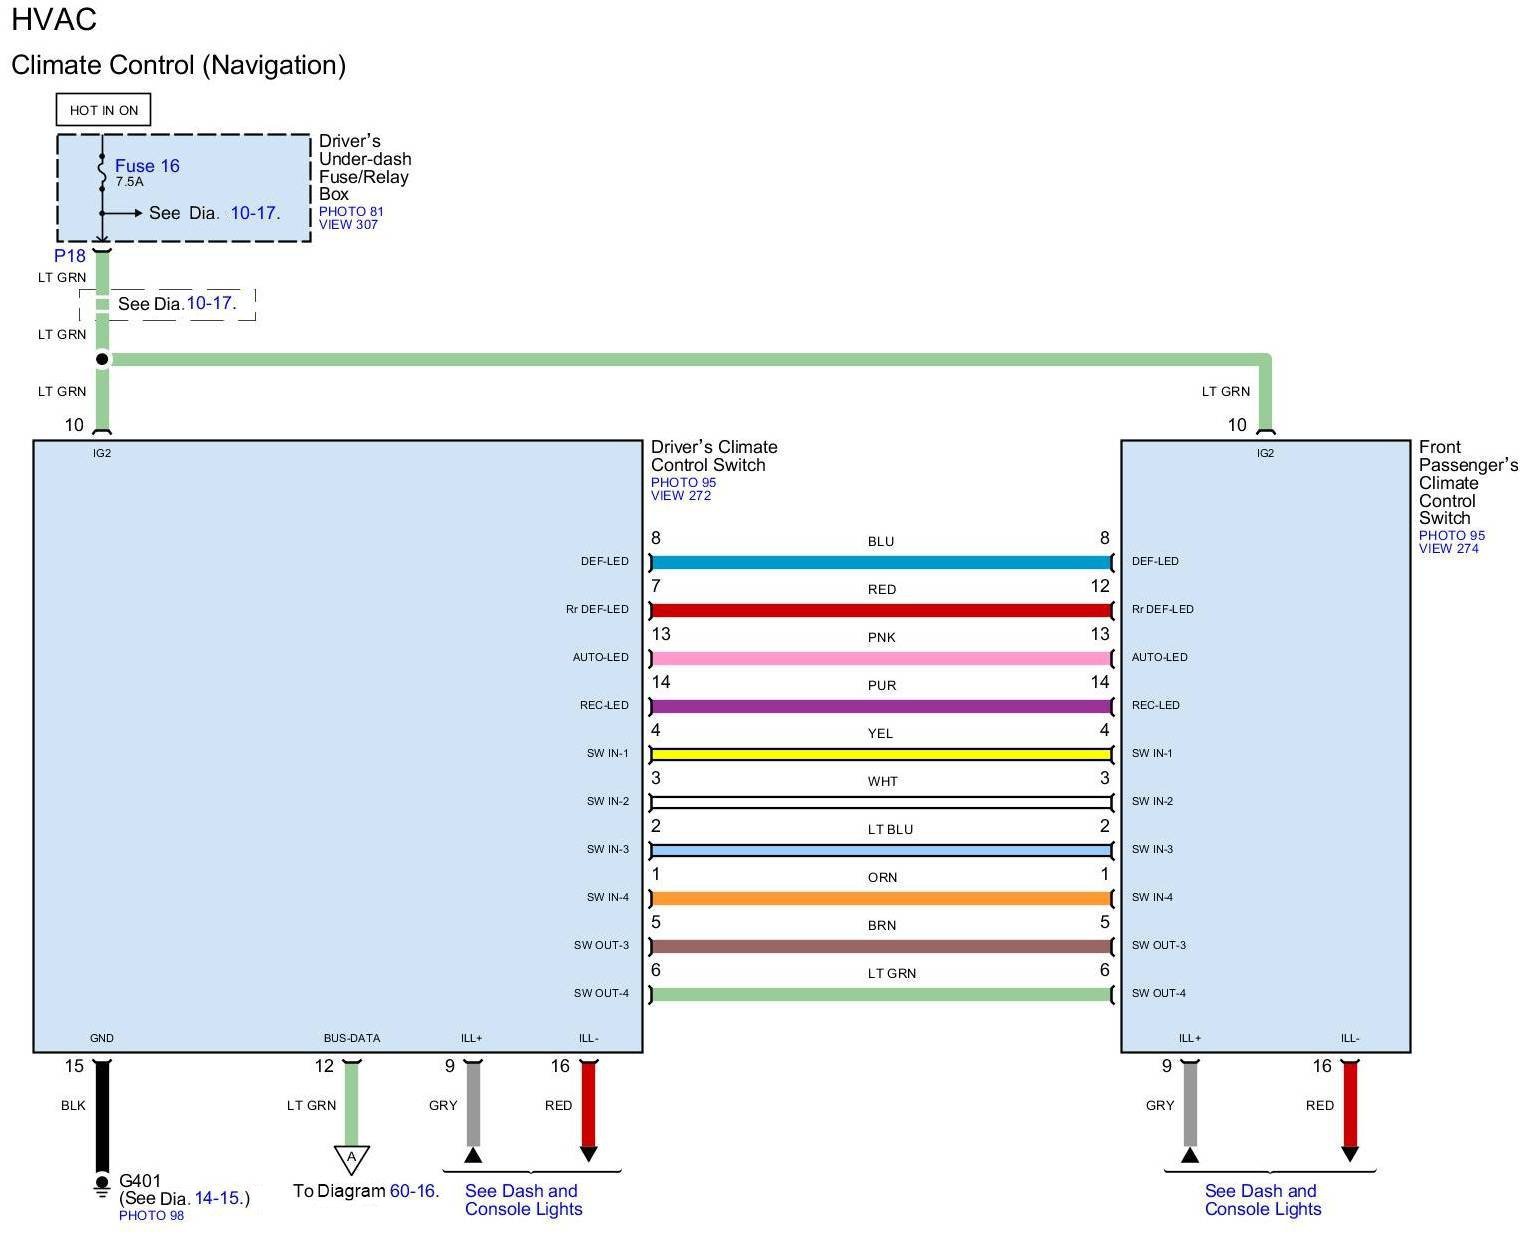 HVAC
Climate Control (Navigation)
HOT IN ON
Fuse 16
7.5A
See Dia. 10-17.
Driver's
Under-dash
Fuse/Relay
Box
PHOTO 81
VIEW 307
P18
LT GRN
See Dia. 10-17.
LT GRN
LT GRN
LT GRN
10
10
IG2
IG2
Driver's Climate
Control Switch
PHOTO 95
VIEW 272
Front
Passenger's
Climate
Control
Switch
PHOTO 95
VIEW 274
8 BLU 8
DEF-LED DEF-LED
7 RED 12
Rr DEF-LED Rr DEF-LED
13 PNK 13
AUTO-LED AUTO-LED
14 PUR 14
REC-LED REC-LED
4 YEL 4
SW IN-1 SW IN-1
3 WHT 3
SW IN-2 SW IN-2
2 LT BLU 2
SW IN-3 SW IN-3
1 ORN 1
SW IN-4 SW IN-4
5 BRN 5
SW OUT-3 SW OUT-3
6 LT GRN 6
SW OUT-4 SW OUT-4
GND BUS-DATA ILL+ ILL- ILL+ ILL-
15 12 9 16 9 16
BLK LT GRN GRY RED GRY RED
A
G401
(See Dia. 14-15.)
PHOTO 98
To Diagram 60-16.
See Dash and
Console Lights
See Dash and
Console Lights